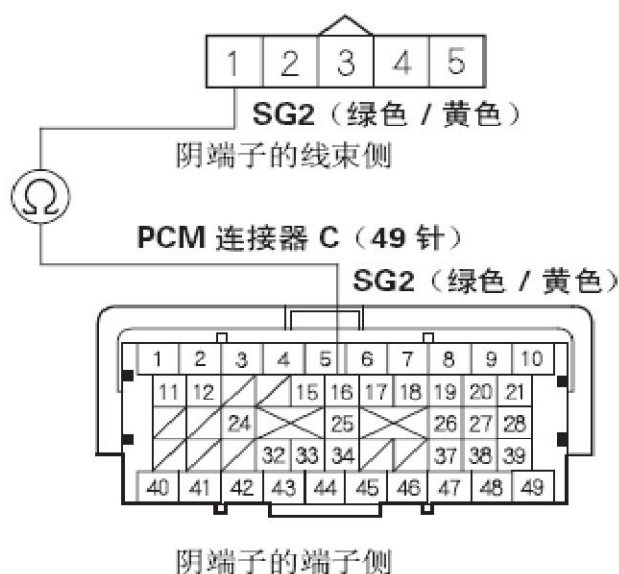 1 2 3 4 5
SG2（绿色 / 黄色）
阴端子的线束侧
Ω
PCM 连接器 C（49 针）
SG2（绿色 / 黄色）
1 2 3 4 5 6 7 8 9 10
11 12 15 16 17 18 19 20 21
24 25 26 27 28
32 33 34 37 38 39
40 41 42 43 44 45 46 47 48 49
阴端子的端子侧